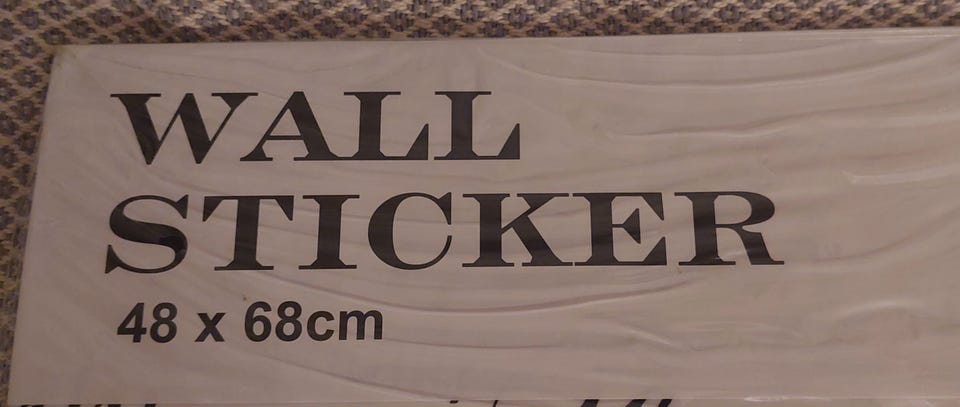 WALL
STICKER
48 x 68cm